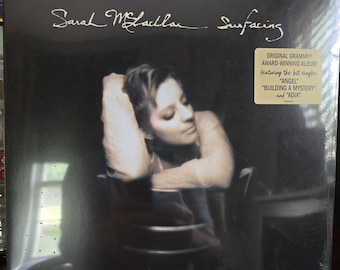 Sarah McLachlan Surfacing
ORIGINAL GRAMMY®
AWARD-WINNING ALBUM
featuring the hit singles
"ANGEL"
"BUILDING A MYSTERY"
and "ADIA"